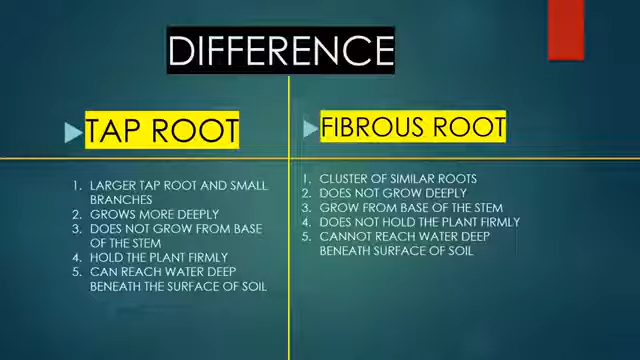 DIFFERENCE
TAP ROOT
1. LARGER TAP ROOT AND SMALL
BRANCHES
2. GROWS MORE DEEPLY
3. DOES NOT GROW FROM BASE
OF THE STEM
4. HOLD THE PLANT FIRMLY
5. CAN REACH WATER DEEP
BENEATH THE SURFACE OF SOIL
FIBROUS ROOT
1. CLUSTER OF SIMILAR ROOTS
2. DOES NOT GROW DEEPLY
3. GROW FROM BASE OF THE STEM
4. DOES NOT HOLD THE PLANT FIRMLY
5. CANNOT REACH WATER DEEP
BENEATH SURFACE OF SOIL